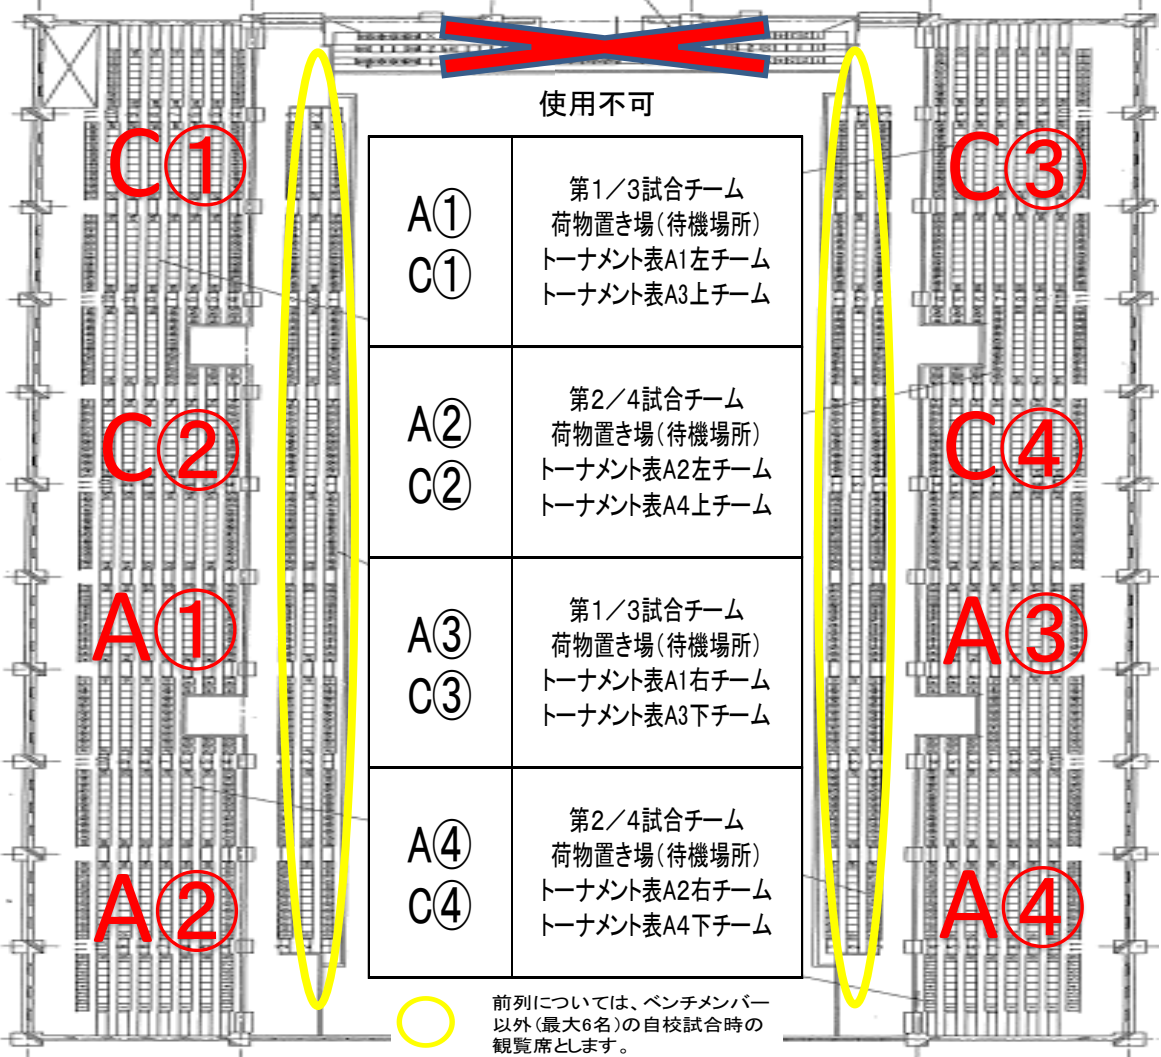 使用不可
C①
C③
A①
C①
第1／3試合チーム
荷物置き場(待機場所)
トーナメント表A1左チーム
トーナメント表A3上チーム
C②
C④
A②
C②
第2／4試合チーム
荷物置き場(待機場所)
トーナメント表A2左チーム
トーナメント表A4上チーム
A①
A③
A③
C③
第1／3試合チーム
荷物置き場(待機場所)
トーナメント表A1右チーム
トーナメント表A3下チーム
A②
A④
A④
C④
第2／4試合チーム
荷物置き場(待機場所)
トーナメント表A2右チーム
トーナメント表A4下チーム
前列については、ベンチメンバー
以外(最大6名)の自校試合時の
観覧席とします。